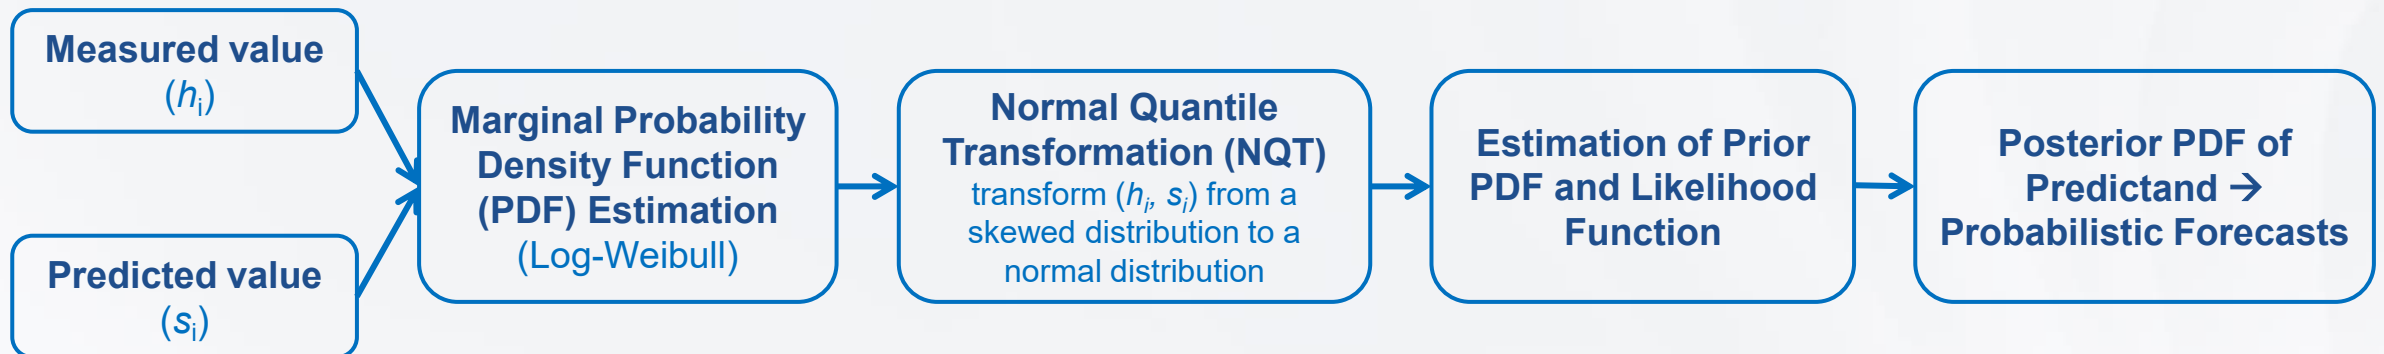 Measured value
(hi)
Predicted value
(si)
Marginal Probability
Density Function
(PDF) Estimation
(Log-Weibull)
Normal Quantile
Transformation (NQT)
transform (hi, si) from a
skewed distribution to a
normal distribution
Estimation of Prior
PDF and Likelihood
Function
Posterior PDF of
Predictand →
Probabilistic Forecasts